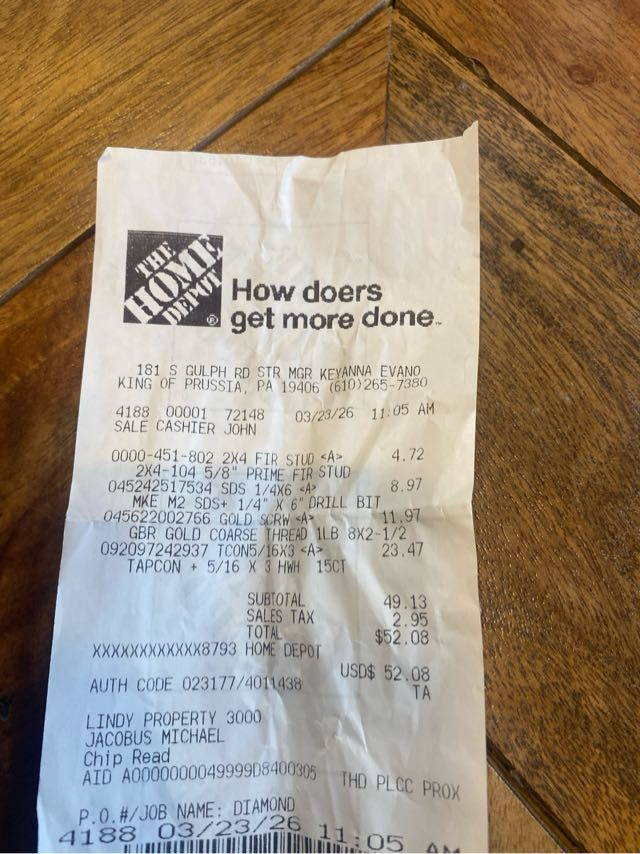 THE
HOME
DEPOT
®
How doers
get more done™
181 S GULPH RD STR MGR KEYANNA EVANO
KING OF PRUSSIA, PA 19406 (610)265-7380
4188 00001 72148 03/23/26 11:05 AM
SALE CASHIER JOHN
0000-451-802 2X4 FIR STUD <A> 4.72
2X4-104 5/8" PRIME FIR STUD
045242517534 SDS 1/4X6 <A> 8.97
MKE M2 SDS+ 1/4" X 6" DRILL BIT
045622002766 GOLD SCRW <A> 11.97
GBR GOLD COARSE THREAD 1LB 8X2-1/2
092097242937 TCON5/16X3 <A> 23.47
TAPCON + 5/16 X 3 HWH 15CT
SUBTOTAL 49.13
SALES TAX 2.95
TOTAL $52.08
XXXXXXXXXXXX8793 HOME DEPOT
USD$ 52.08
AUTH CODE 023177/4011438 TA
LINDY PROPERTY 3000
JACOBUS MICHAEL
Chip Read
AID A0000000049999D8400305 THD PLCC PROX
P.O.#/JOB NAME: DIAMOND
4188 03/23/26 11:05 AM